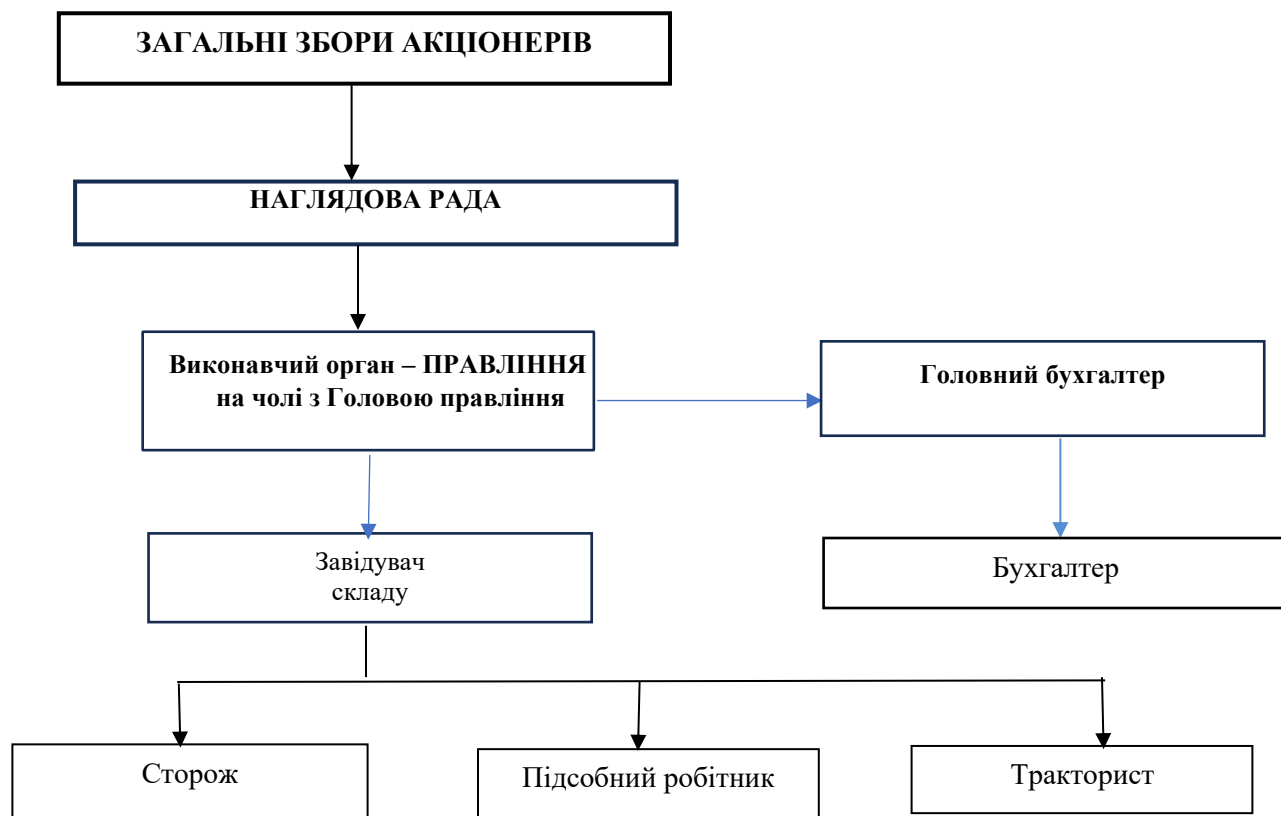 ЗАГАЛЬНІ ЗБОРИ АКЦІОНЕРІВ
НАГЛЯДОВА РАДА
Виконавчий орган – ПРАВЛІННЯ
на чолі з Головою правління
Головний бухгалтер
Завідувач
складу
Бухгалтер
Сторож
Підсобний робітник
Тракторист